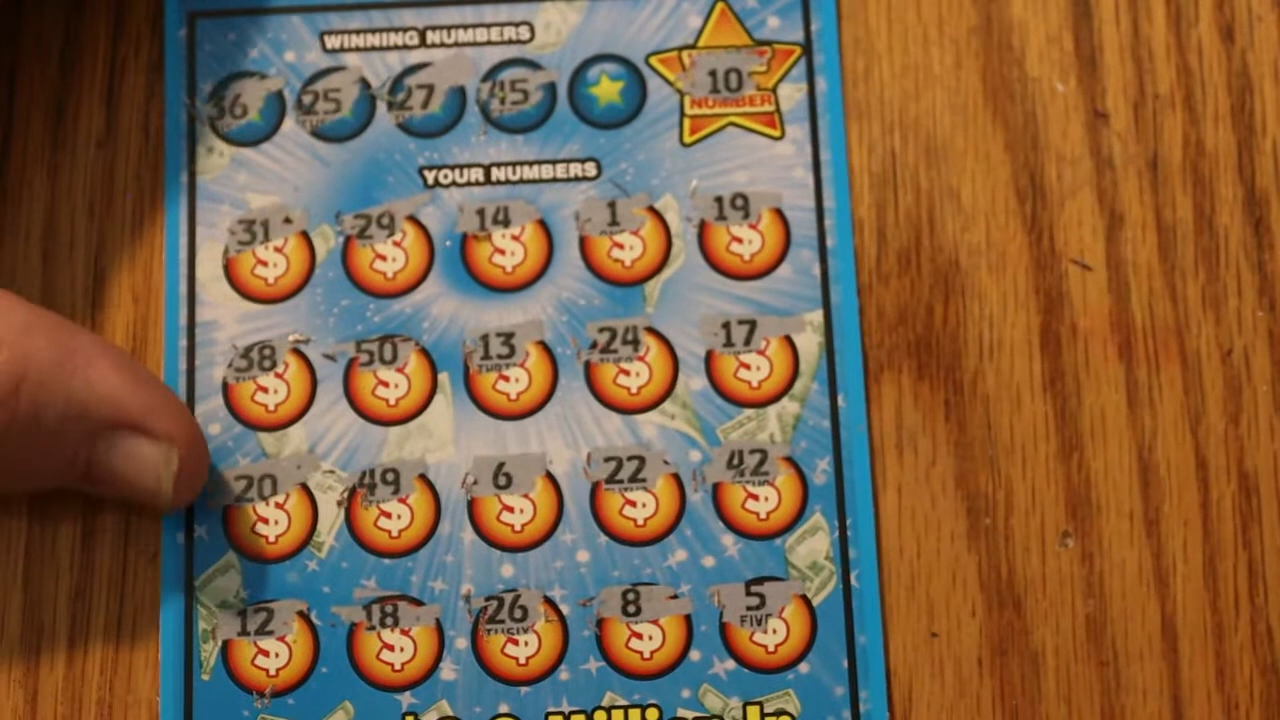 WINNING NUMBERS
36 25 27 45 10
NUMBER
YOUR NUMBERS
31 29 14 1 19
38 50 13 24 17
20 49 6 22 42
12 18 26 8 5
TUSIX FIVE